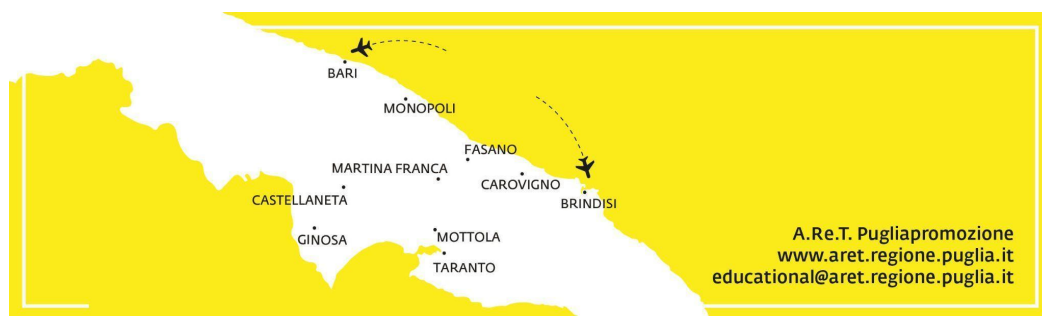 BARI
MONOPOLI
FASANO
MARTINA FRANCA
CAROVIGNO
CASTELLANETA
BRINDISI
GINOSA
MOTTOLA
TARANTO
A.Re.T. Pugliapromozione
www.aret.regione.puglia.it
educational@aret.regione.puglia.it